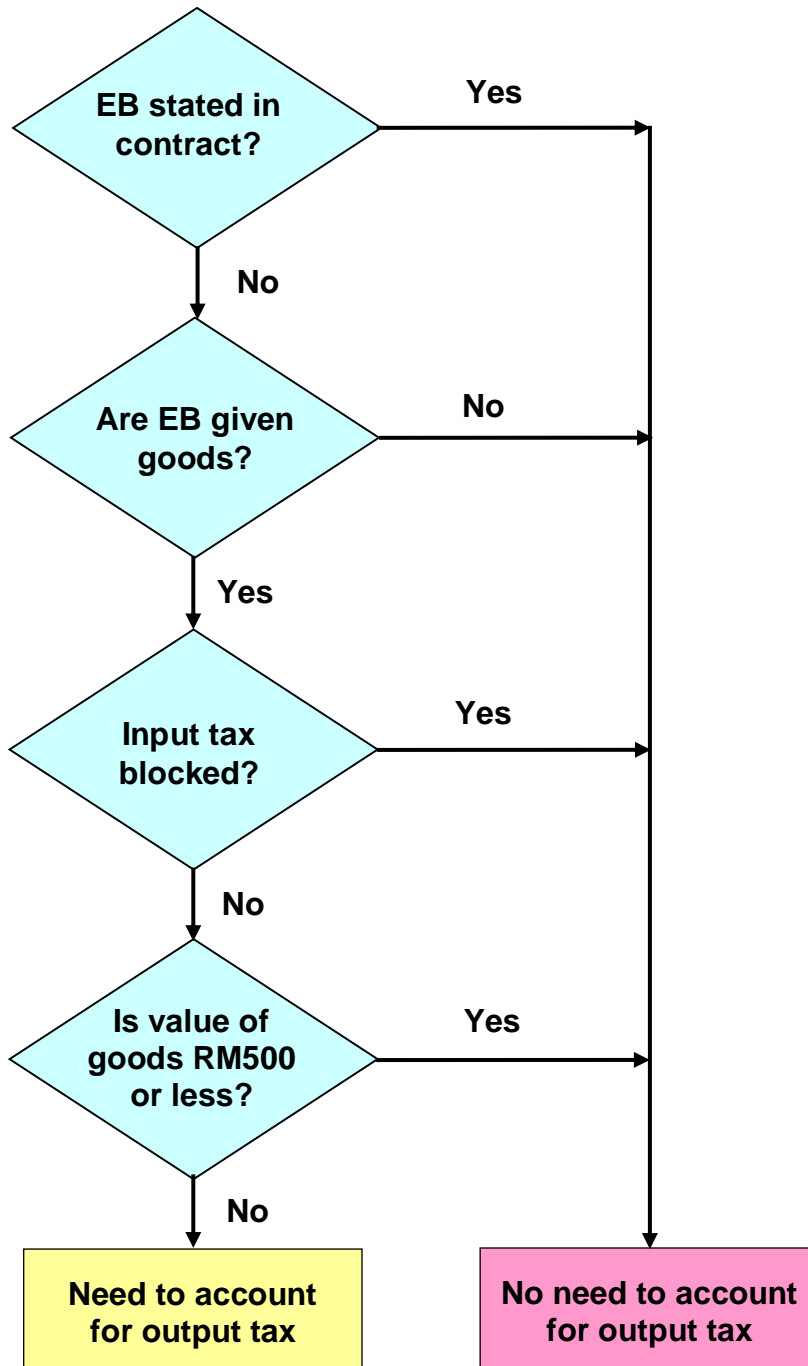 EB stated in
contract?
Yes
No
Are EB given
goods?
No
Yes
Input tax
blocked?
Yes
No
Is value of
goods RM500
or less?
Yes
No
Need to account
for output tax
No need to account
for output tax